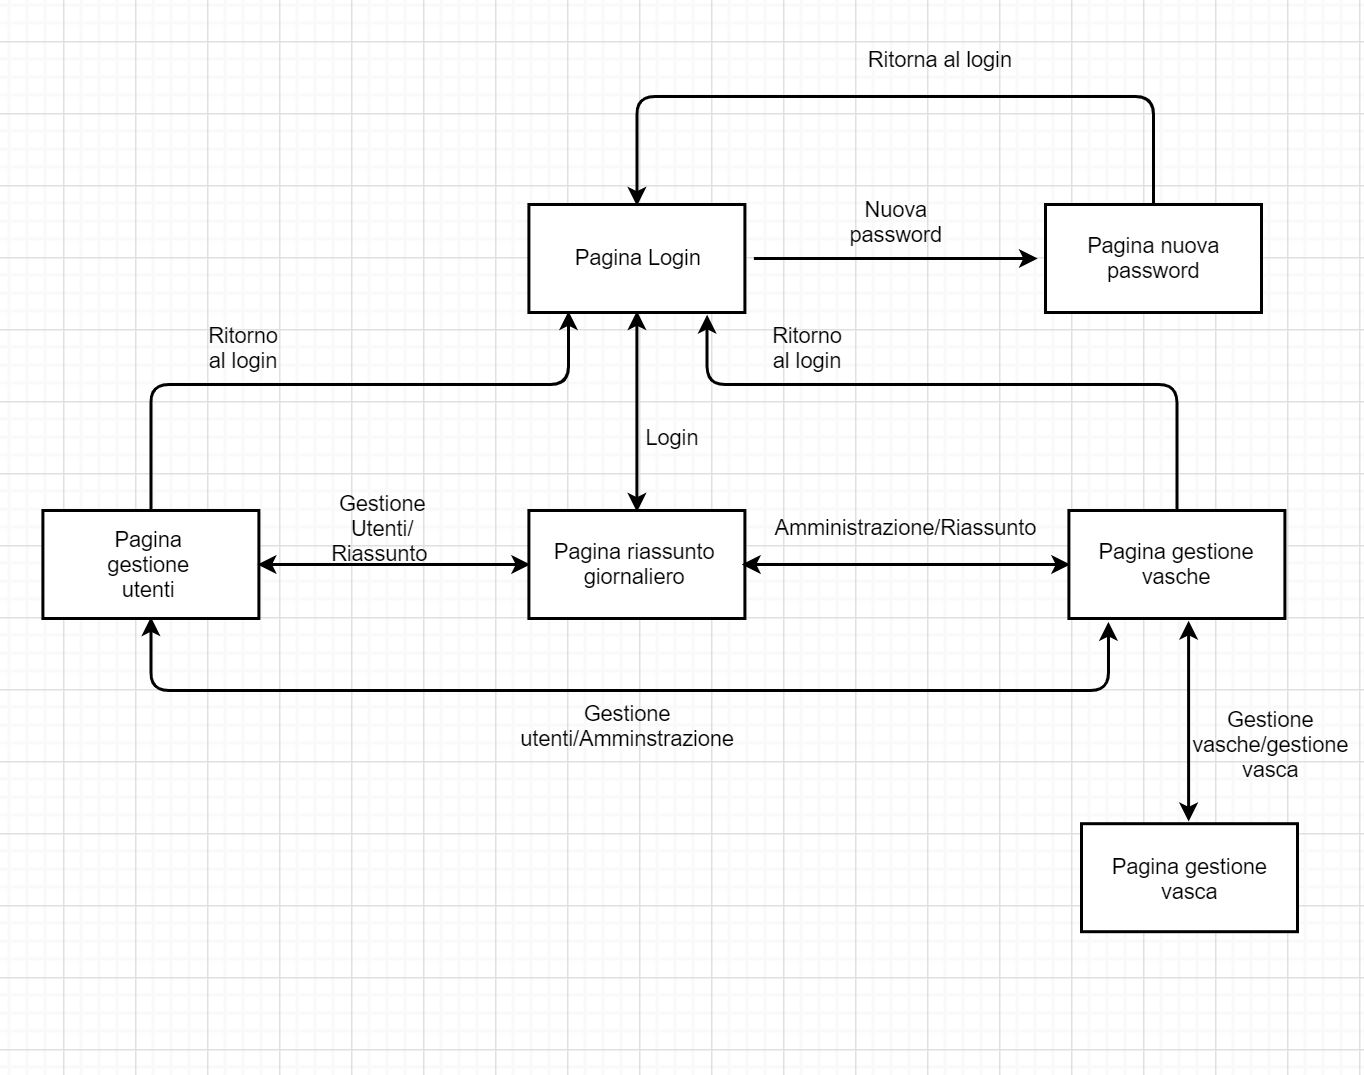 Ritorna al login
Nuova
password
Pagina Login
Pagina nuova
password
Ritorno
al login
Ritorno
al login
Login
Gestione
Utenti/
Riassunto
Amministrazione/Riassunto
Pagina
gestione
utenti
Pagina riassunto
giornaliero
Pagina gestione
vasche
Gestione
utenti/Amminstrazione
Gestione
vasche/gestione
vasca
Pagina gestione
vasca